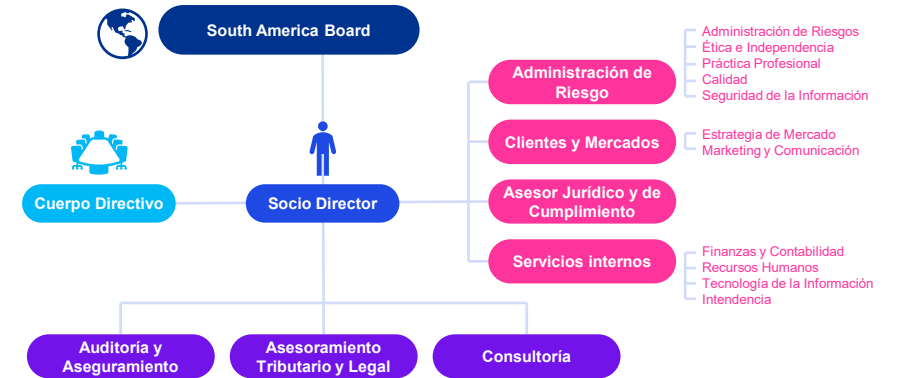 South America Board
Administración de
Riesgo
Administración de Riesgos
Ética e Independencia
Práctica Profesional
Calidad
Seguridad de la Información
Clientes y Mercados
Estrategia de Mercado
Marketing y Comunicación
Cuerpo Directivo
Socio Director
Asesor Jurídico y de
Cumplimiento
Servicios internos
Finanzas y Contabilidad
Recursos Humanos
Tecnología de la Información
Intendencia
Auditoría y
Aseguramiento
Asesoramiento
Tributario y Legal
Consultoría